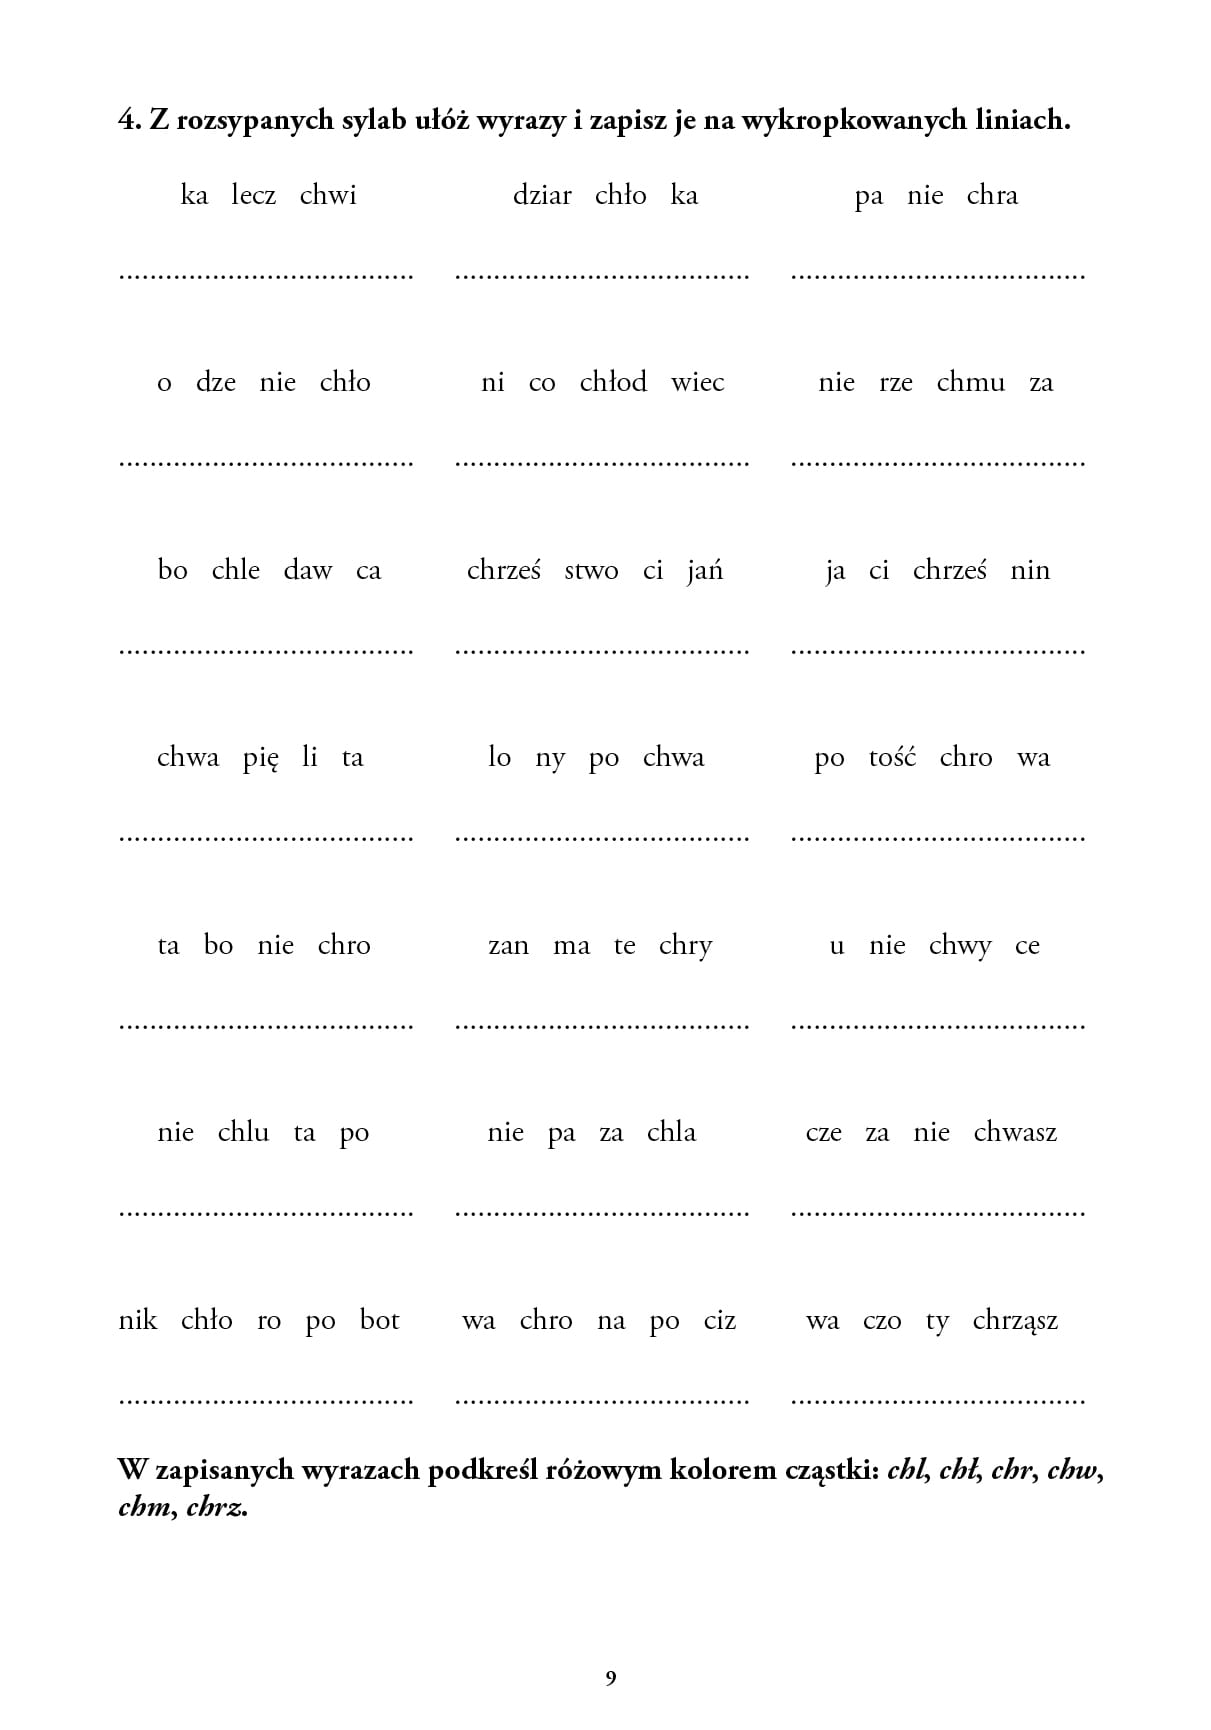 4. Z rozsypanych sylab ułóż wyrazy i zapisz je na wykropkowanych liniach.
ka lecz chwi dziar chło ka pa nie chra
..................................... ..................................... .....................................
o dze nie chło ni co chłod wiec nie rze chmu za
..................................... ..................................... .....................................
bo chle daw ca chrześ stwo ci jań ja ci chrześ nin
..................................... ..................................... .....................................
chwa pię li ta lo ny po chwa po tość chro wa
..................................... ..................................... .....................................
ta bo nie chro zan ma te chry u nie chwy ce
..................................... ..................................... .....................................
nie chlu ta po nie pa za chla cze za nie chwasz
..................................... ..................................... .....................................
nik chło ro po bot wa chro na po ciz wa czo ty chrząsz
..................................... ..................................... .....................................
W zapisanych wyrazach podkreśl różowym kolorem cząstki: chl, chł, chr, chw,
chm, chrz.
9